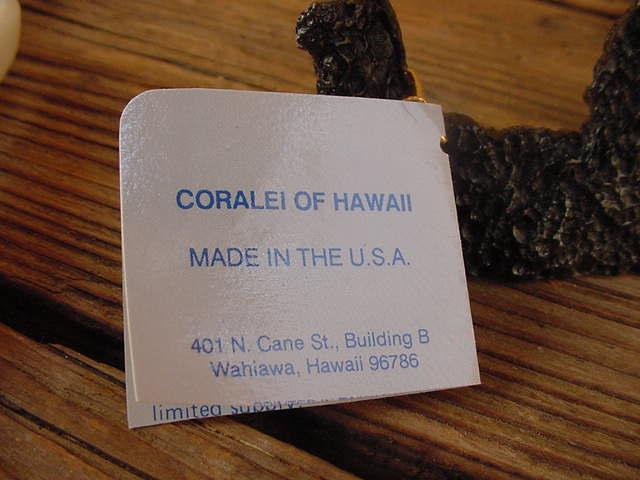 CORALEI OF HAWAII
MADE IN THE U.S.A.
401 N. Cane St., Building B
Wahiawa, Hawaii 96786
limited